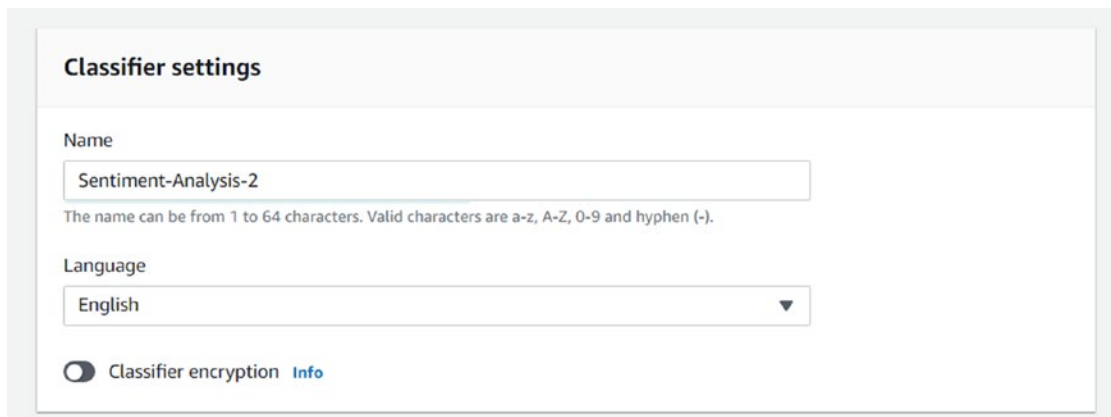 Classifier settings
Name
Sentiment-Analysis-2
The name can be from 1 to 64 characters. Valid characters are a-z, A-Z, 0-9 and hyphen (-).
Language
English
Classifier encryption Info